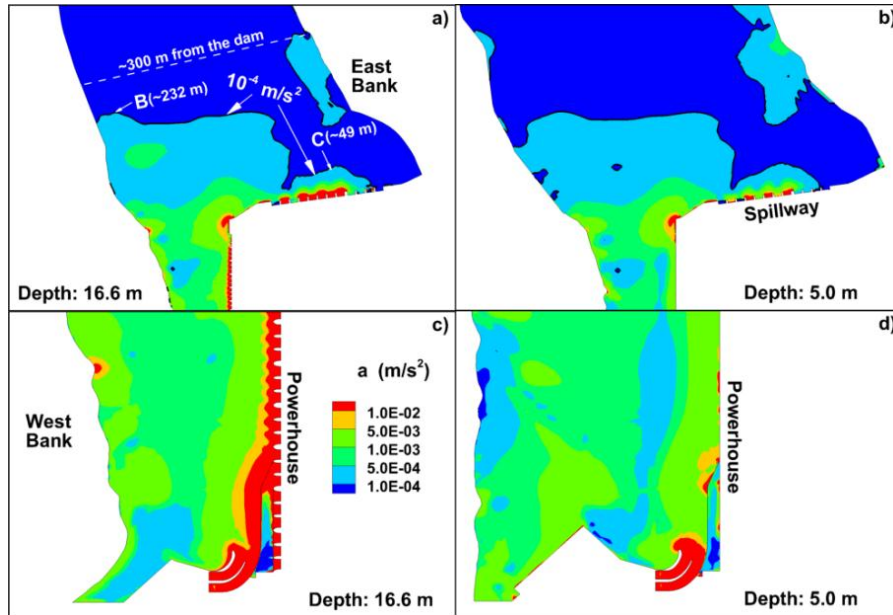 a)
~300 m from the dam
East
Bank
B(~232 m)
10⁻⁴ m/s²
C(~49 m)
Depth: 16.6 m
b)
Spillway
Depth: 5.0 m
c)
a (m/s²)
1.0E-02
5.0E-03
1.0E-03
5.0E-04
1.0E-04
West
Bank
Powerhouse
Depth: 16.6 m
d)
Powerhouse
Depth: 5.0 m